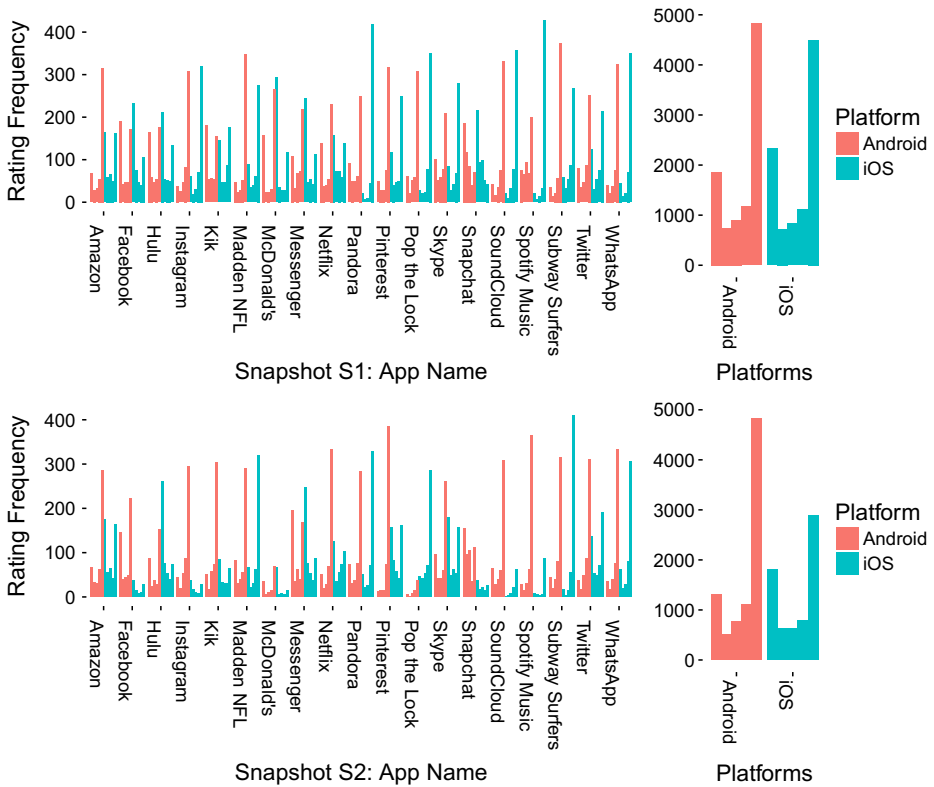 Rating Frequency
400
300
200
100
0
Amazon
Facebook
Hulu
Instagram
Kik
Madden NFL
McDonald's
Messenger
Netflix
Pandora
Pinterest
Pop the Lock
Skype
Snapchat
SoundCloud
Spotify Music
Subway Surfers
Twitter
WhatsApp
Snapshot S1: App Name
5000
4000
3000
2000
1000
0
Android
iOS
Platforms
Platform
Android
iOS
Rating Frequency
400
300
200
100
0
Amazon
Facebook
Hulu
Instagram
Kik
Madden NFL
McDonald's
Messenger
Netflix
Pandora
Pinterest
Pop the Lock
Skype
Snapchat
SoundCloud
Spotify Music
Subway Surfers
Twitter
WhatsApp
Snapshot S2: App Name
5000
4000
3000
2000
1000
0
Android
iOS
Platforms
Platform
Android
iOS